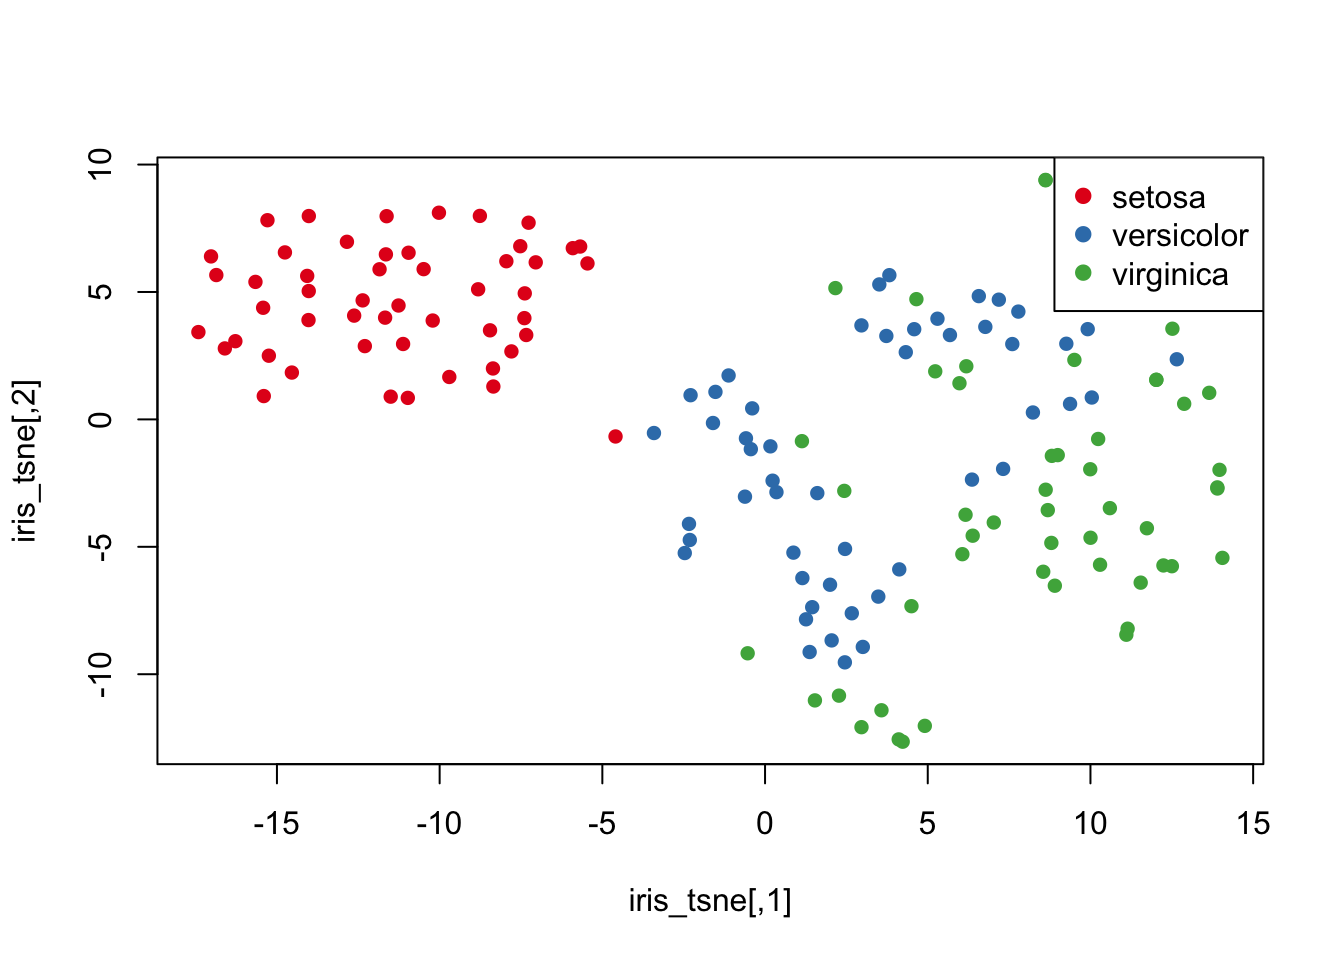 setosa
versicolor
virginica
10
5
0
-5
-10
iris_tsne[,2]
-15 -10 -5 0 5 10 15
iris_tsne[,1]